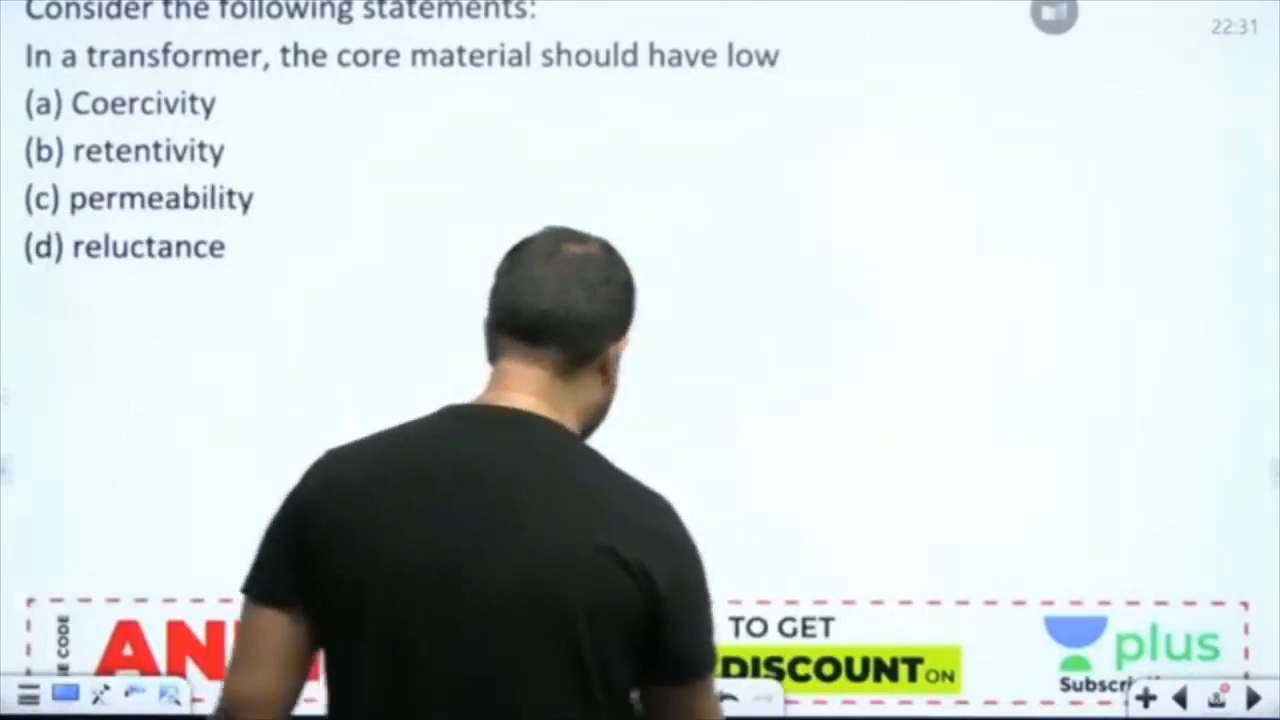 Consider the following statements:
22:31
In a transformer, the core material should have low
(a) Coercivity
(b) retentivity
(c) permeability
(d) reluctance
CODE
TO GET
plus
DISCOUNT ON